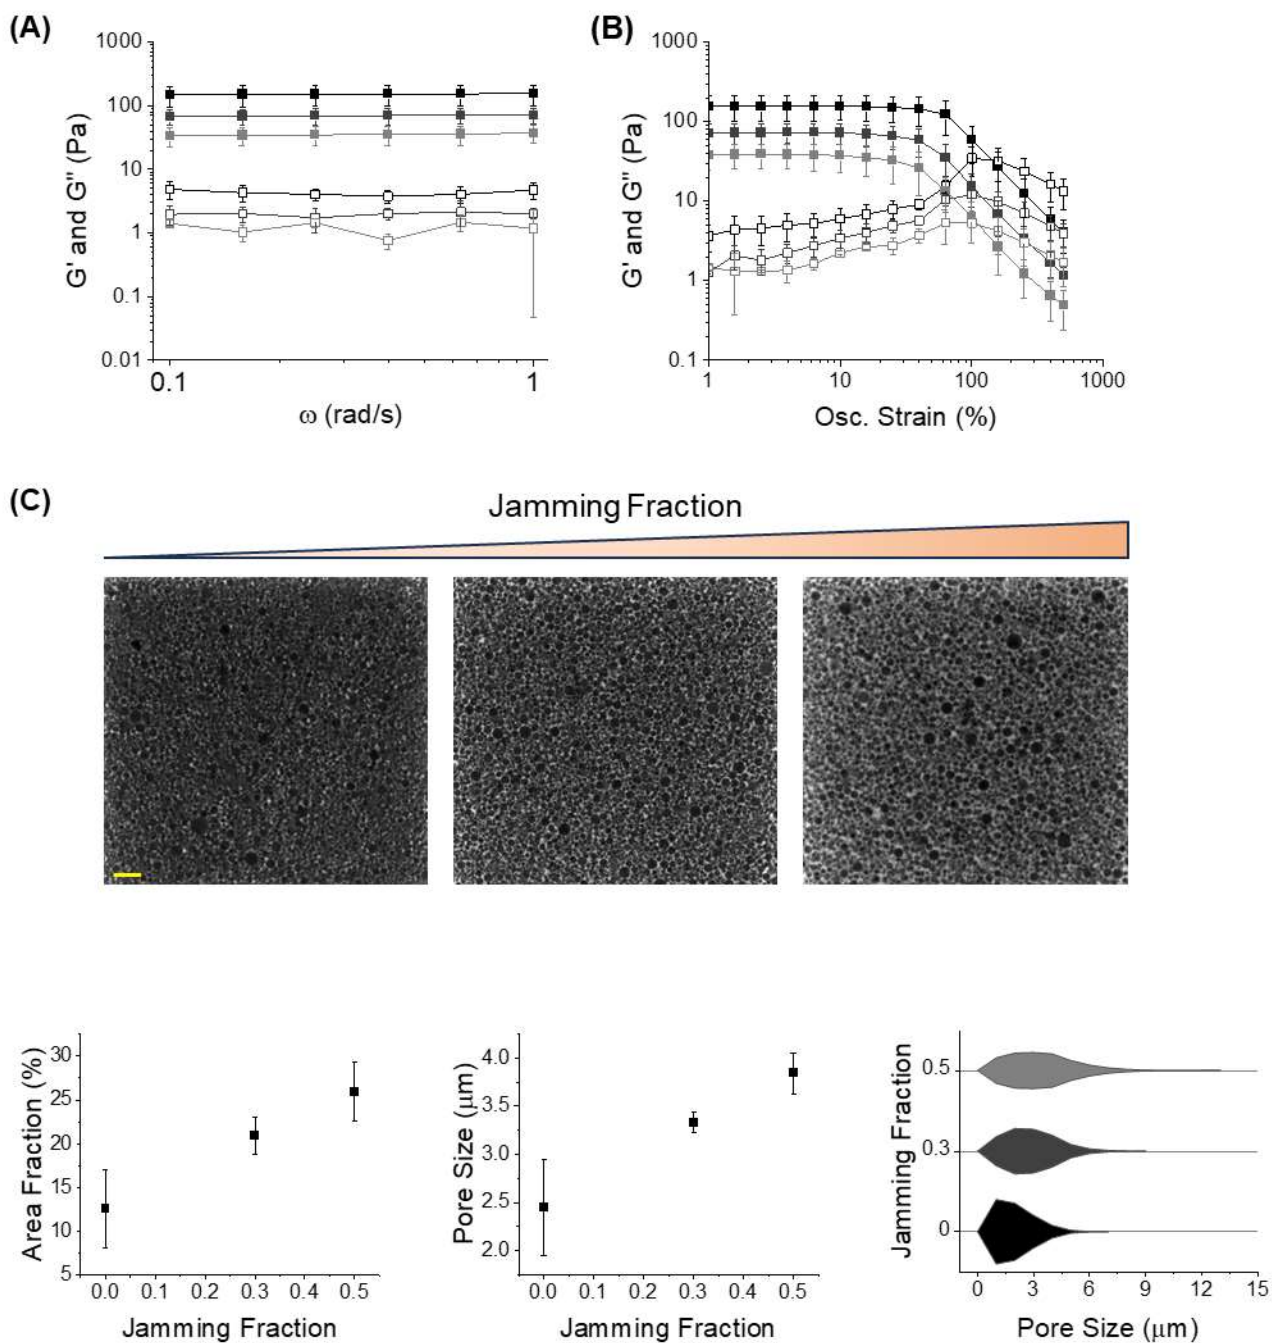 (A)
1000
100
10
1
0.1
0.01
G' and G" (Pa)
0.1 1
ω (rad/s)
(B)
1000
100
10
1
0.1
G' and G" (Pa)
1 10 100 1000
Osc. Strain (%)
(C)
Jamming Fraction
30
25
20
15
10
5
Area Fraction (%)
0.0 0.1 0.2 0.3 0.4 0.5
Jamming Fraction
4.0
3.5
3.0
2.5
2.0
Pore Size (μm)
0.0 0.1 0.2 0.3 0.4 0.5
Jamming Fraction
0.5
0.3
0
Jamming Fraction
0 3 6 9 12 15
Pore Size (μm)